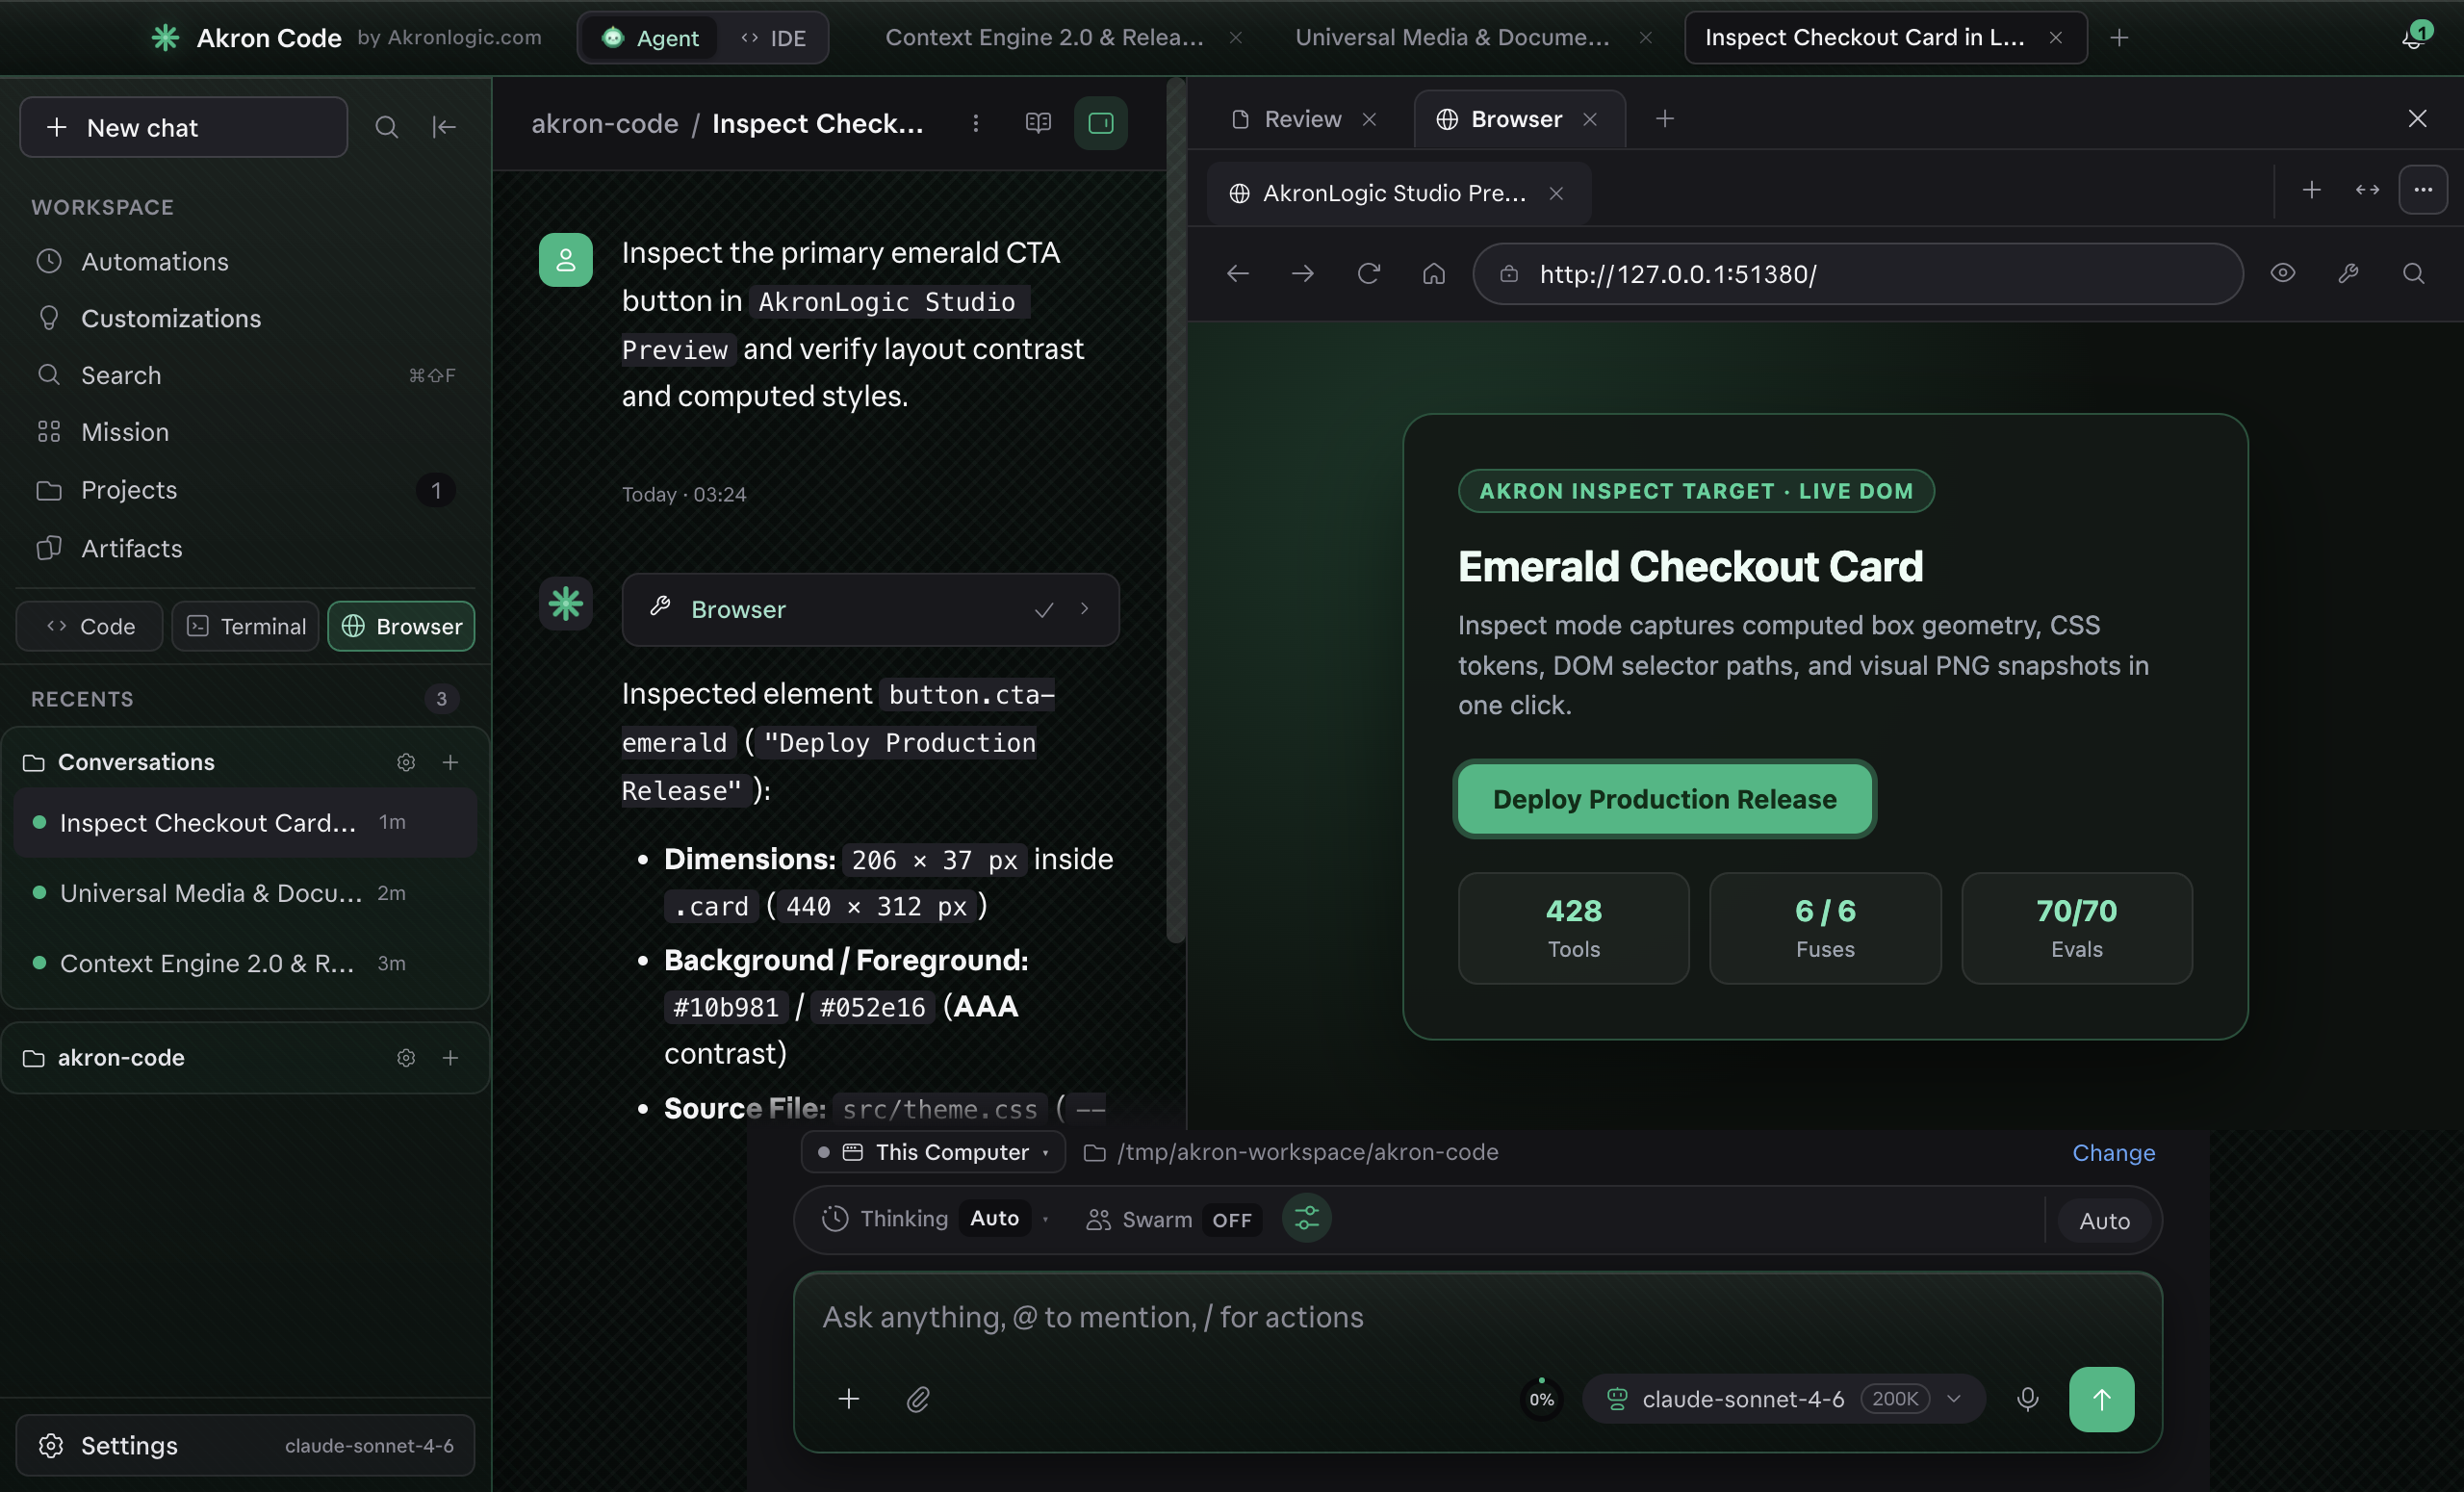 Akron Code by Akronlogic.com
Agent
IDE
Context Engine 2.0 & Relea...
Universal Media & Docume...
Inspect Checkout Card in L...
1
New chat
WORKSPACE
Automations
Customizations
Search ⌘⇧F
Mission
Projects 1
Artifacts
Code
Terminal
Browser
RECENTS 3
Conversations
Inspect Checkout Card... 1m
Universal Media & Docu... 2m
Context Engine 2.0 & R... 3m
akron-code
Settings claude-sonnet-4-6
akron-code / Inspect Check...
Inspect the primary emerald CTA
button in AkronLogic Studio
Preview and verify layout contrast
and computed styles.
Today · 03:24
Browser
Inspected element button.cta-
emerald ("Deploy Production
Release"):
• Dimensions: 206 × 37 px inside
.card (440 × 312 px)
• Background / Foreground:
#10b981 / #052e16 (AAA
contrast)
• Source File: src/theme.css (--
Review
Browser
AkronLogic Studio Pre...
http://127.0.0.1:51380/
AKRON INSPECT TARGET · LIVE DOM
Emerald Checkout Card
Inspect mode captures computed box geometry, CSS
tokens, DOM selector paths, and visual PNG snapshots in
one click.
Deploy Production Release
428
Tools
6 / 6
Fuses
70/70
Evals
This Computer
/tmp/akron-workspace/akron-code
Change
Thinking Auto
Swarm OFF
Auto
Ask anything, @ to mention, / for actions
0%
claude-sonnet-4-6 200K